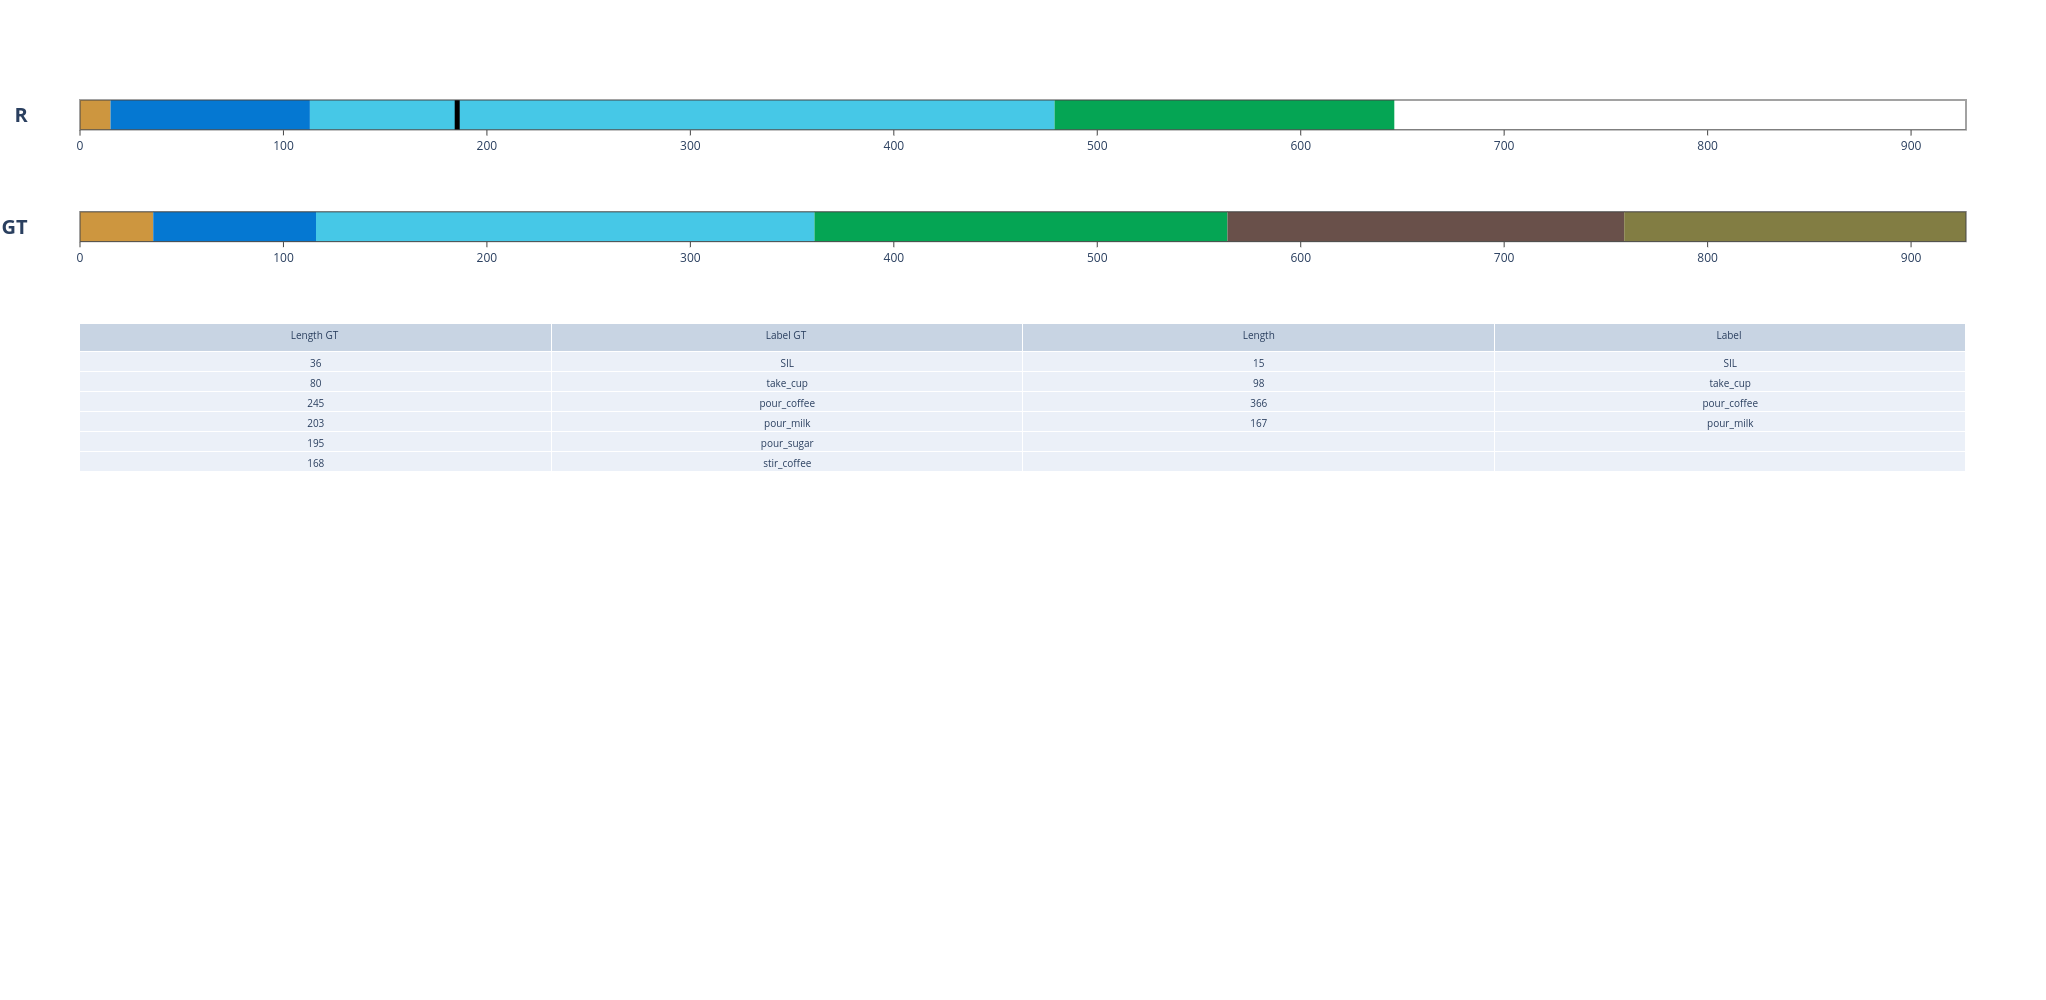 R
0 100 200 300 400 500 600 700 800 900
GT
0 100 200 300 400 500 600 700 800 900
Length GT Label GT Length Label
36 SIL 15 SIL
80 take_cup 98 take_cup
245 pour_coffee 366 pour_coffee
203 pour_milk 167 pour_milk
195 pour_sugar
168 stir_coffee